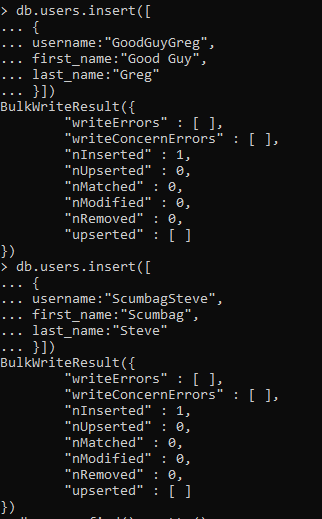 > db.users.insert([
... {
... username:"GoodGuyGreg",
... first_name:"Good Guy",
... last_name:"Greg"
... }])
BulkWriteResult({
"writeErrors" : [ ],
"writeConcernErrors" : [ ],
"nInserted" : 1,
"nUpserted" : 0,
"nMatched" : 0,
"nModified" : 0,
"nRemoved" : 0,
"upserted" : [ ]
})
> db.users.insert([
... {
... username:"ScumbagSteve",
... first_name:"Scumbag",
... last_name:"Steve"
... }])
BulkWriteResult({
"writeErrors" : [ ],
"writeConcernErrors" : [ ],
"nInserted" : 1,
"nUpserted" : 0,
"nMatched" : 0,
"nModified" : 0,
"nRemoved" : 0,
"upserted" : [ ]
})